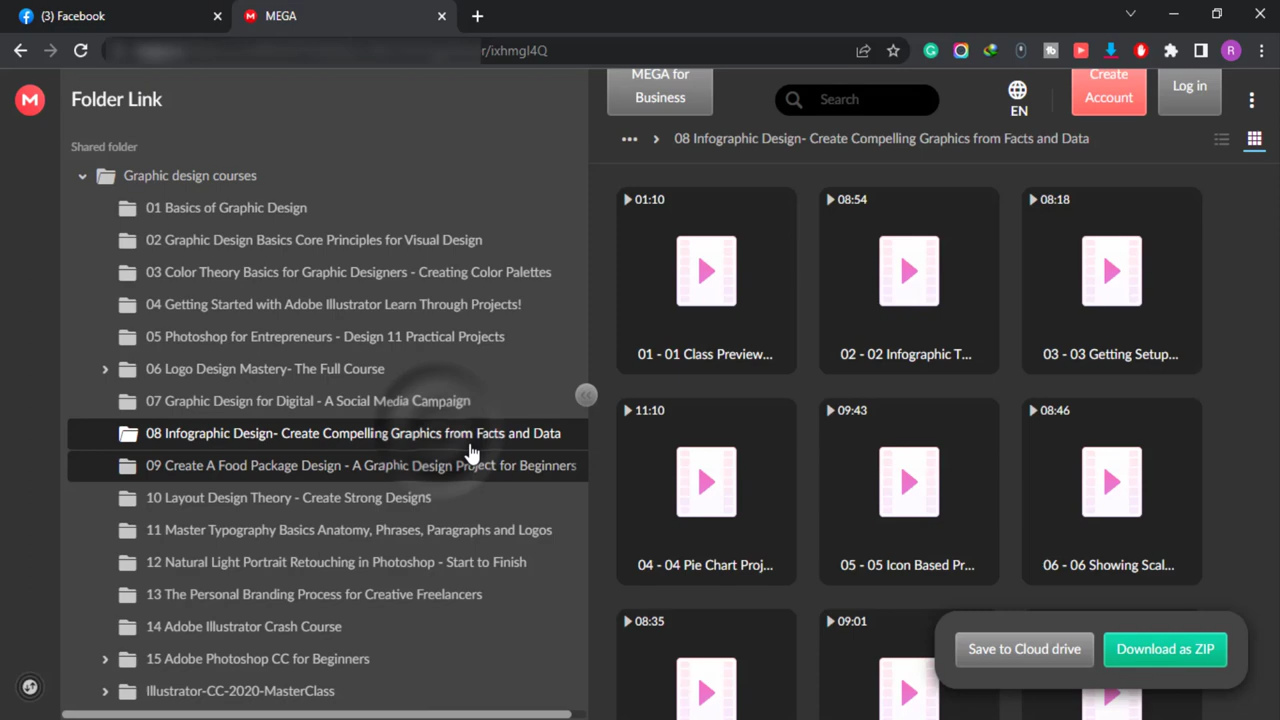 (3) Facebook
MEGA
r/ixhmgI4Q
R
M
Folder Link
MEGA for
Business
Search
EN
Create
Account
Log in
Shared folder
Graphic design courses
01 Basics of Graphic Design
02 Graphic Design Basics Core Principles for Visual Design
03 Color Theory Basics for Graphic Designers - Creating Color Palettes
04 Getting Started with Adobe Illustrator Learn Through Projects!
05 Photoshop for Entrepreneurs - Design 11 Practical Projects
06 Logo Design Mastery- The Full Course
07 Graphic Design for Digital - A Social Media Campaign
08 Infographic Design- Create Compelling Graphics from Facts and Data
09 Create A Food Package Design - A Graphic Design Project for Beginners
10 Layout Design Theory - Create Strong Designs
11 Master Typography Basics Anatomy, Phrases, Paragraphs and Logos
12 Natural Light Portrait Retouching in Photoshop - Start to Finish
13 The Personal Branding Process for Creative Freelancers
14 Adobe Illustrator Crash Course
15 Adobe Photoshop CC for Beginners
Illustrator-CC-2020-MasterClass
08 Infographic Design- Create Compelling Graphics from Facts and Data
01:10
08:54
08:18
01 - 01 Class Preview...
02 - 02 Infographic T...
03 - 03 Getting Setup...
11:10
09:43
08:46
04 - 04 Pie Chart Proj...
05 - 05 Icon Based Pr...
06 - 06 Showing Scal...
08:35
09:01
Save to Cloud drive
Download as ZIP